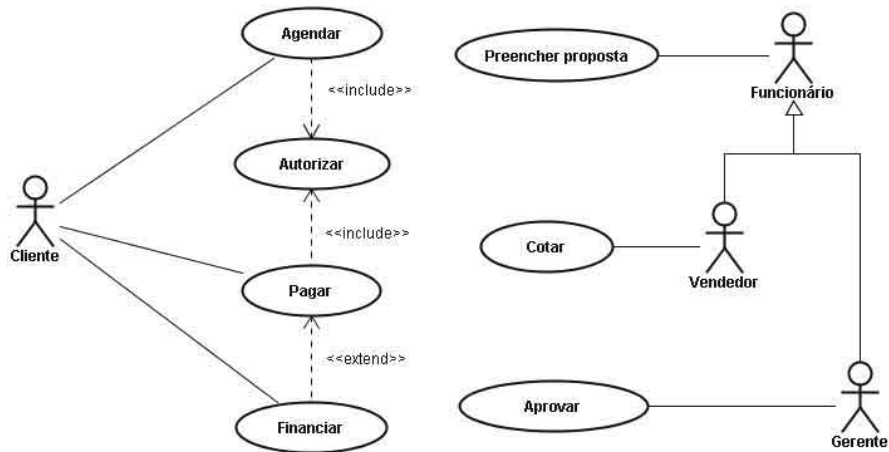 Agendar
<<include>>
Autorizar
<<include>>
Cliente
Pagar
<<extend>>
Financiar
Preencher proposta
Funcionário
Cotar
Vendedor
Aprovar
Gerente